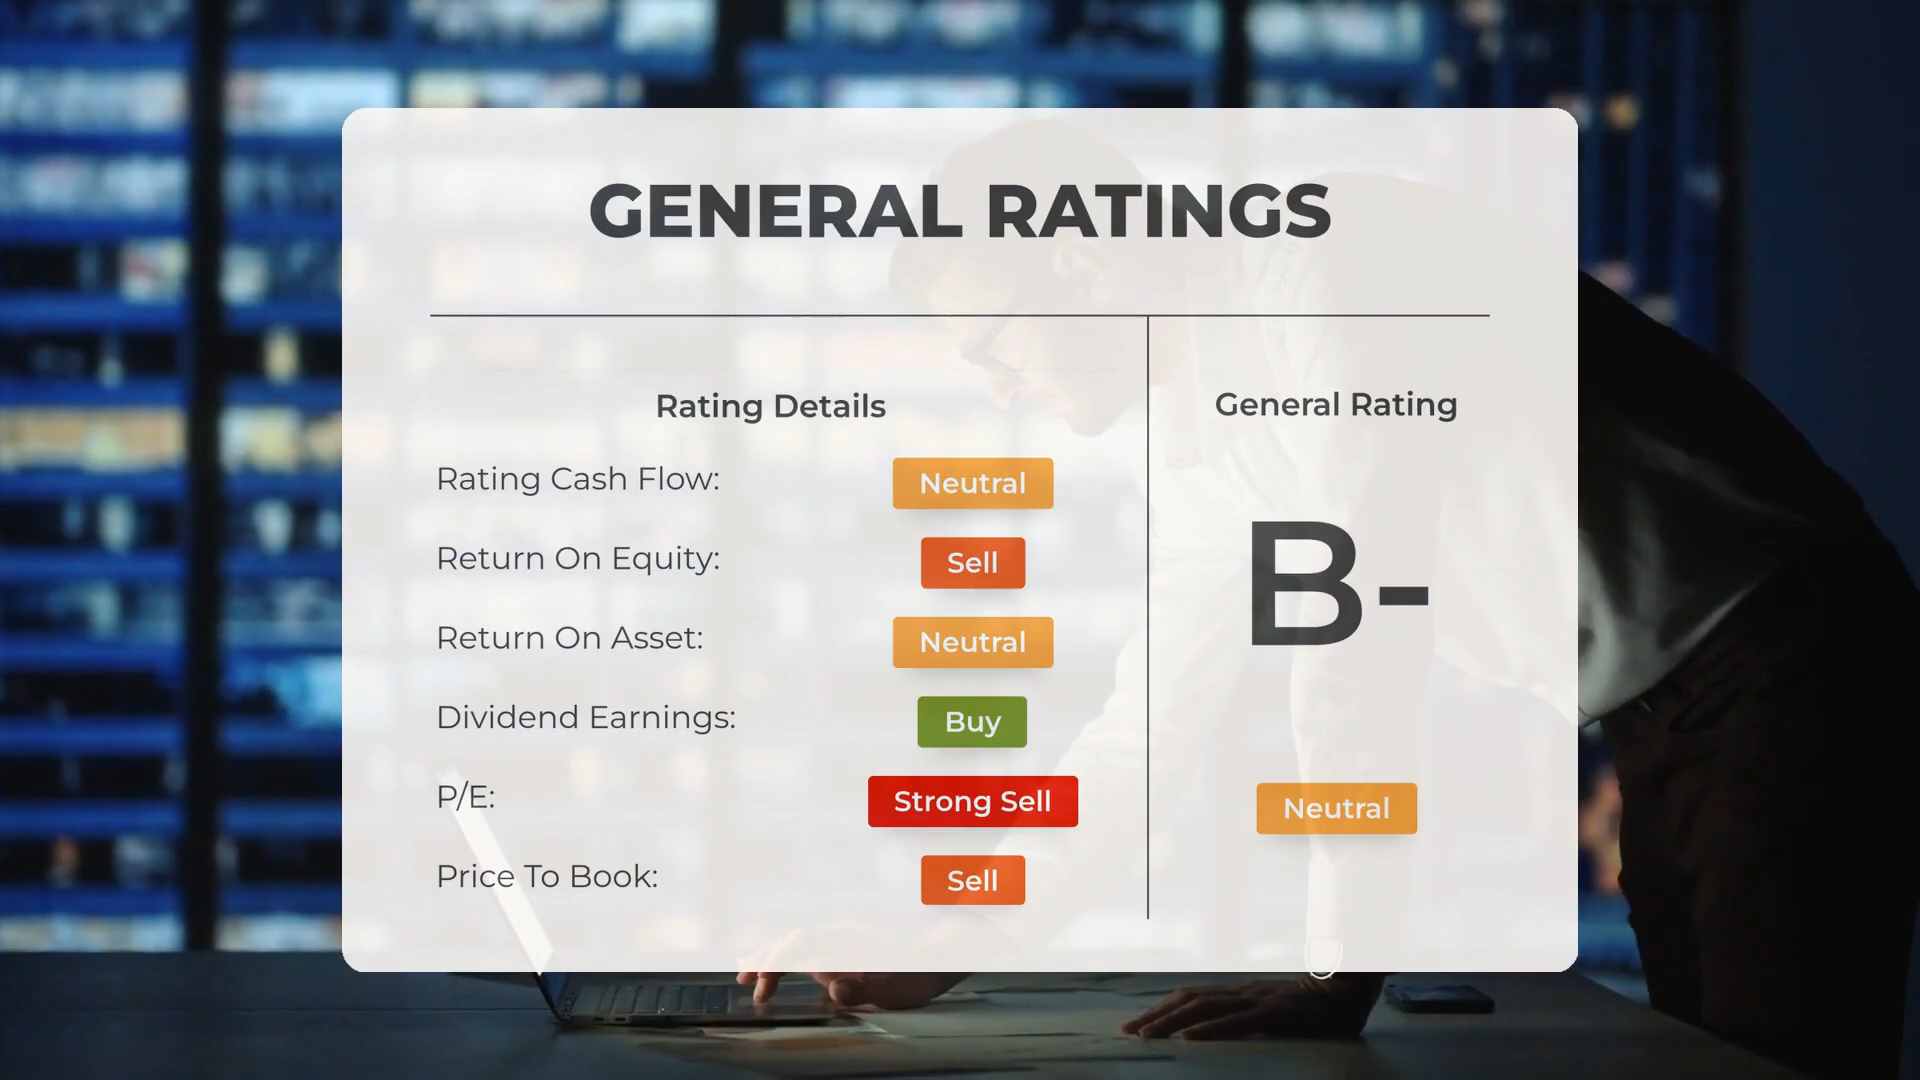 GENERAL RATINGS
Rating Details
Rating Cash Flow: Neutral
Return On Equity: Sell
Return On Asset: Neutral
Dividend Earnings: Buy
P/E: Strong Sell
Price To Book: Sell
General Rating
B-
Neutral